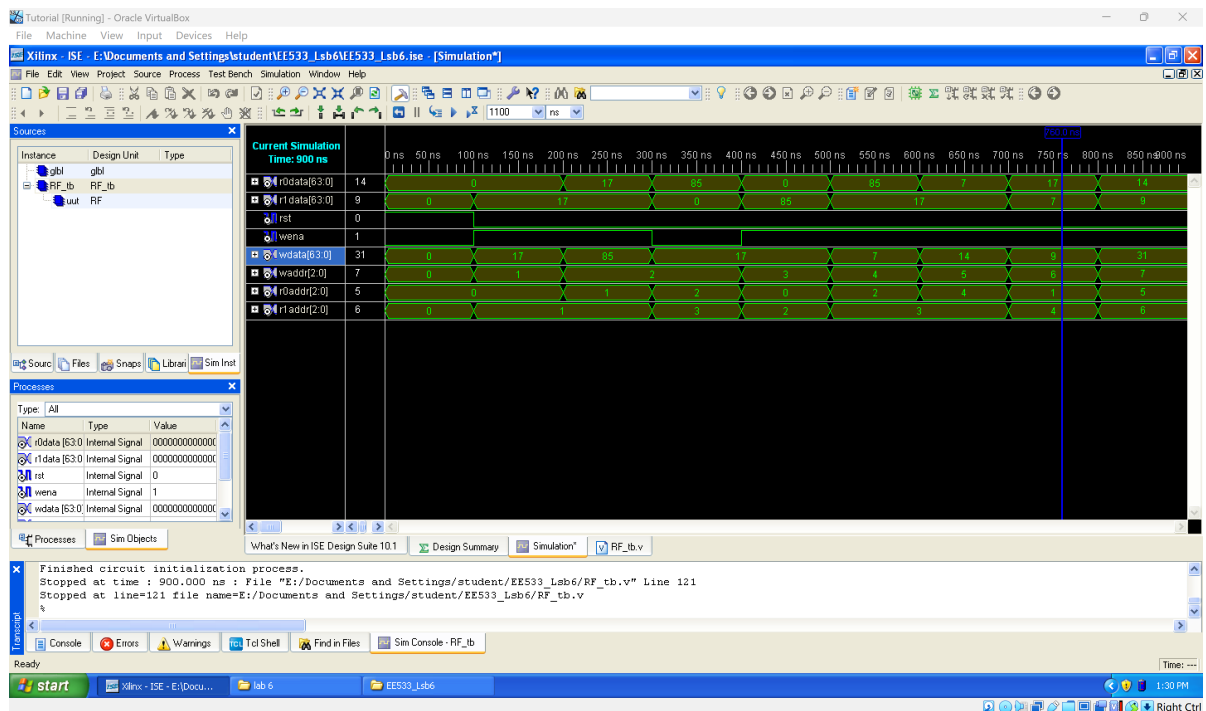 Tutorial [Running] - Oracle VirtualBox
File Machine View Input Devices Help
Xilinx - ISE - E:\Documents and Settings\student\EE533_Lsb6\EE533_Lsb6.ise - [Simulation*]
File Edit View Project Source Process Test Bench Simulation Window Help
1100 ns
Sources
Instance Design Unit Type
glbl glbl
RF_tb RF_tb
uut RF
Sourc Files Snaps Librari Sim Inst
Processes
Type: All
Name Type Value
r0data [63:0 Internal Signal 0000000000000
r1data [63:0 Internal Signal 0000000000000
rst Internal Signal 0
wena Internal Signal 1
wdata [63:0] Internal Signal 0000000000000
Processes Sim Objects
760.0 ns
Current Simulation
Time: 900 ns
0 ns 50 ns 100 ns 150 ns 200 ns 250 ns 300 ns 350 ns 400 ns 450 ns 500 ns 550 ns 600 ns 650 ns 700 ns 750 ns 800 ns 850 ns 900 ns
r0data[63:0] 14 0 17 85 0 85 7 17 14
r1data[63:0] 9 0 17 0 85 17 7 9
rst 0
wena 1
wdata[63:0] 31 0 17 85 17 7 14 9 31
waddr[2:0] 7 0 1 2 3 4 5 6 7
r0addr[2:0] 5 0 1 2 0 2 4 1 5
r1addr[2:0] 6 0 1 3 2 3 4 6
What's New in ISE Design Suite 10.1 Design Summary Simulation* RF_tb.v
Finished circuit initialization process.
Stopped at time : 900.000 ns : File "E:/Documents and Settings/student/EE533_Lsb6/RF_tb.v" Line 121
Stopped at line=121 file name=E:/Documents and Settings/student/EE533_Lsb6/RF_tb.v
%
Transcript
Console Errors Warnings Tcl Shell Find in Files Sim Console - RF_tb
Ready Time: ---
start Xilinx - ISE - E:\Docu... lab 6 EE533_Lsb6 1:30 PM
Right Ctrl